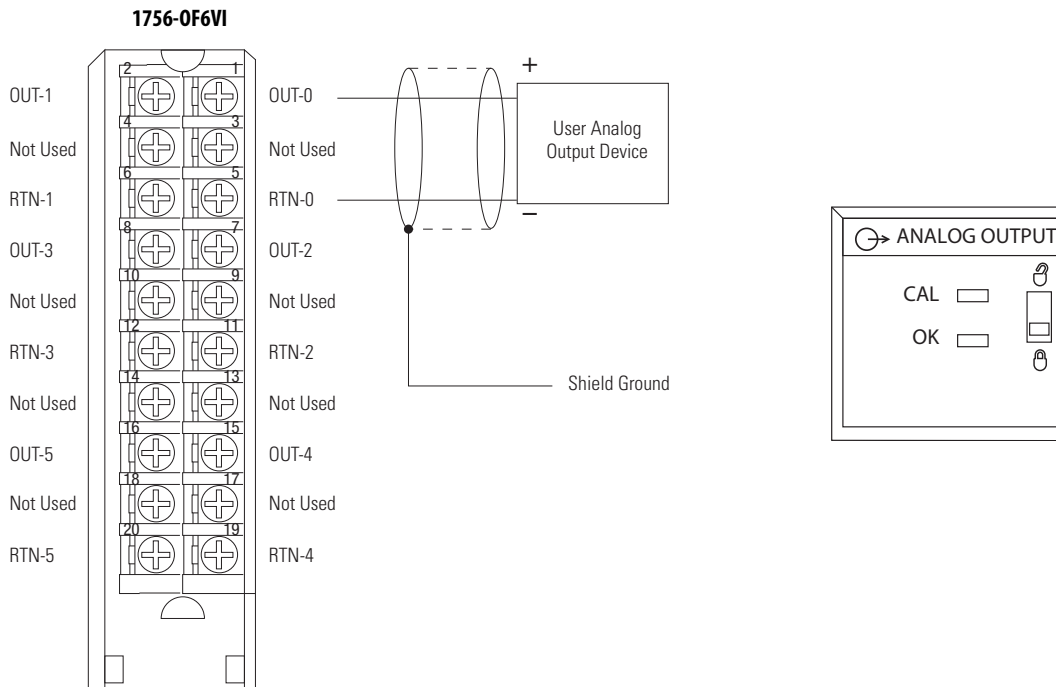 1756-OF6VI
2 1
OUT-1 OUT-0 +
User Analog
Output Device
4 3
Not Used Not Used
6 5
RTN-1 RTN-0 –
8 7
OUT-3 OUT-2
ANALOG OUTPUT
10 9
Not Used Not Used
CAL
12 11
RTN-3 RTN-2
OK
14 13
Not Used Not Used
Shield Ground
16 15
OUT-5 OUT-4
18 17
Not Used Not Used
20 19
RTN-5 RTN-4